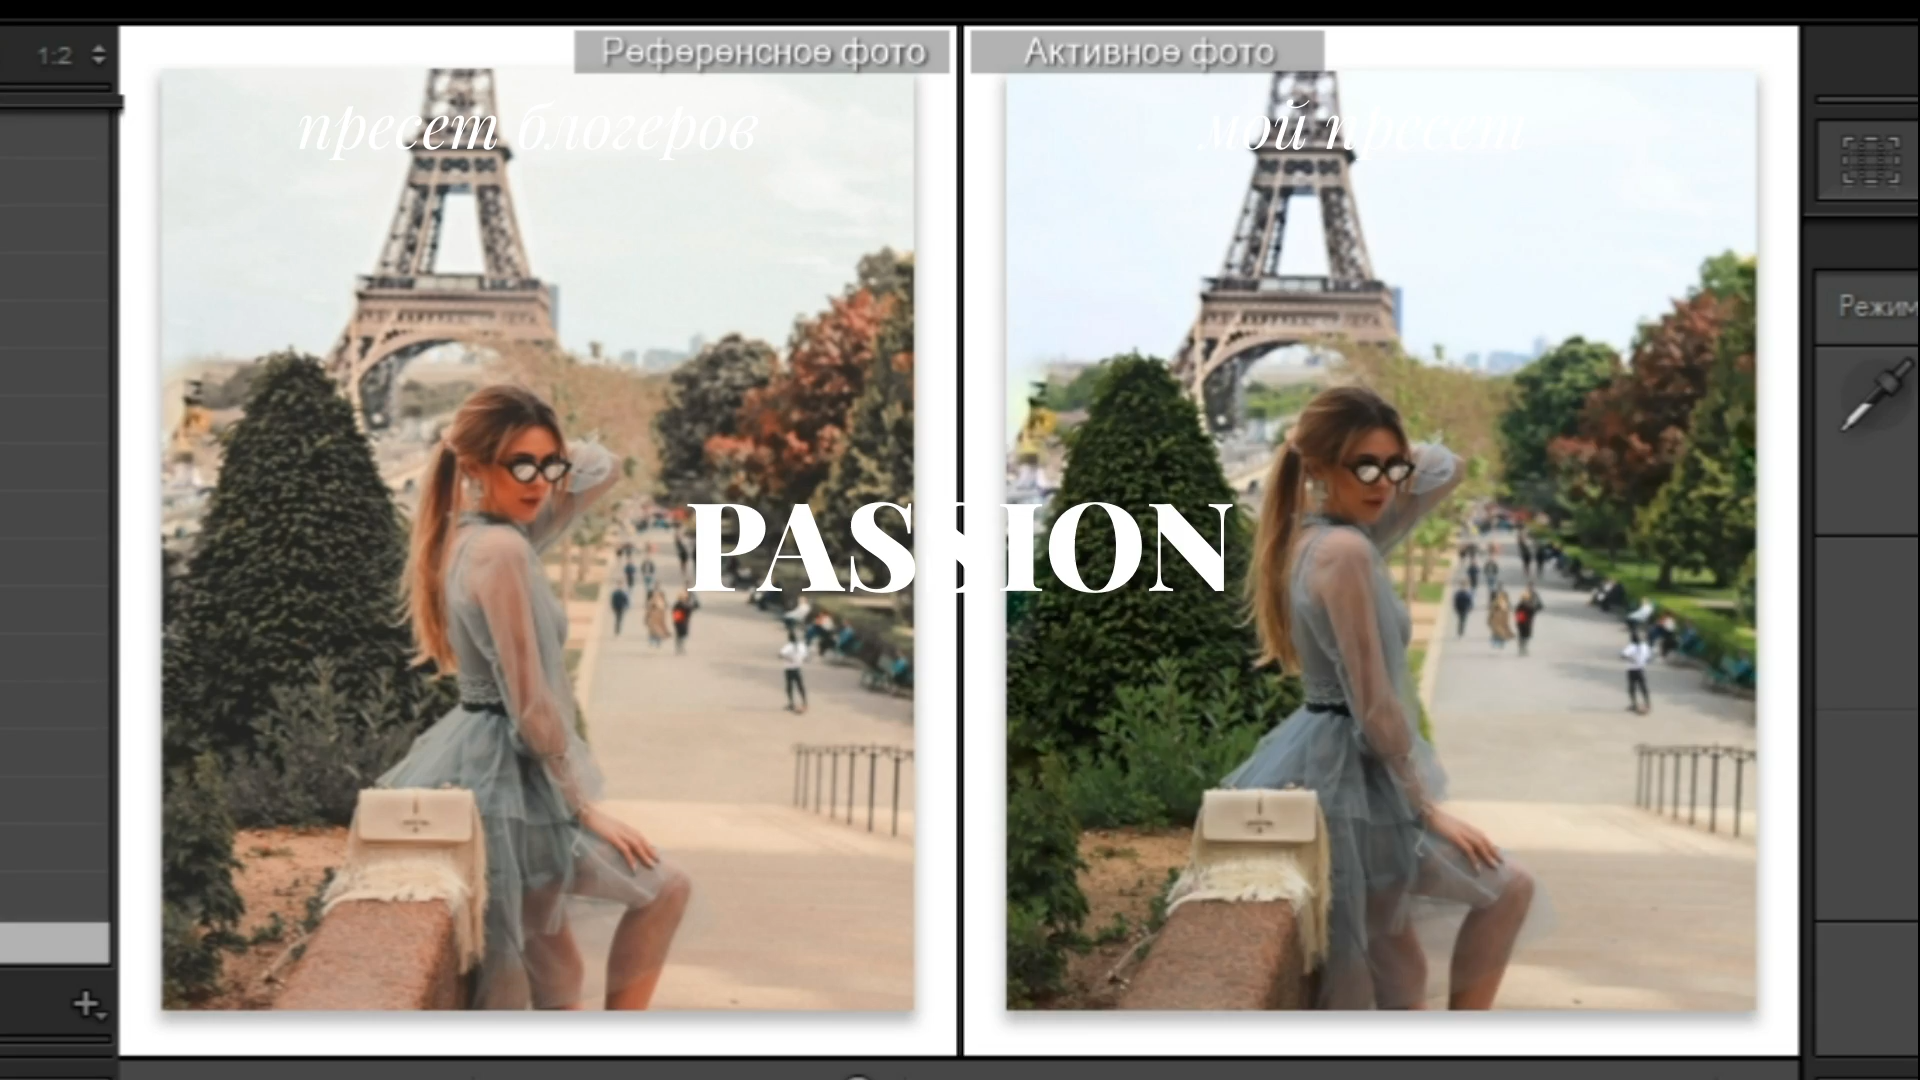 1:2
Референсное фото
Активное фото
пресет блогеров
мой пресет
Режим
PASSION